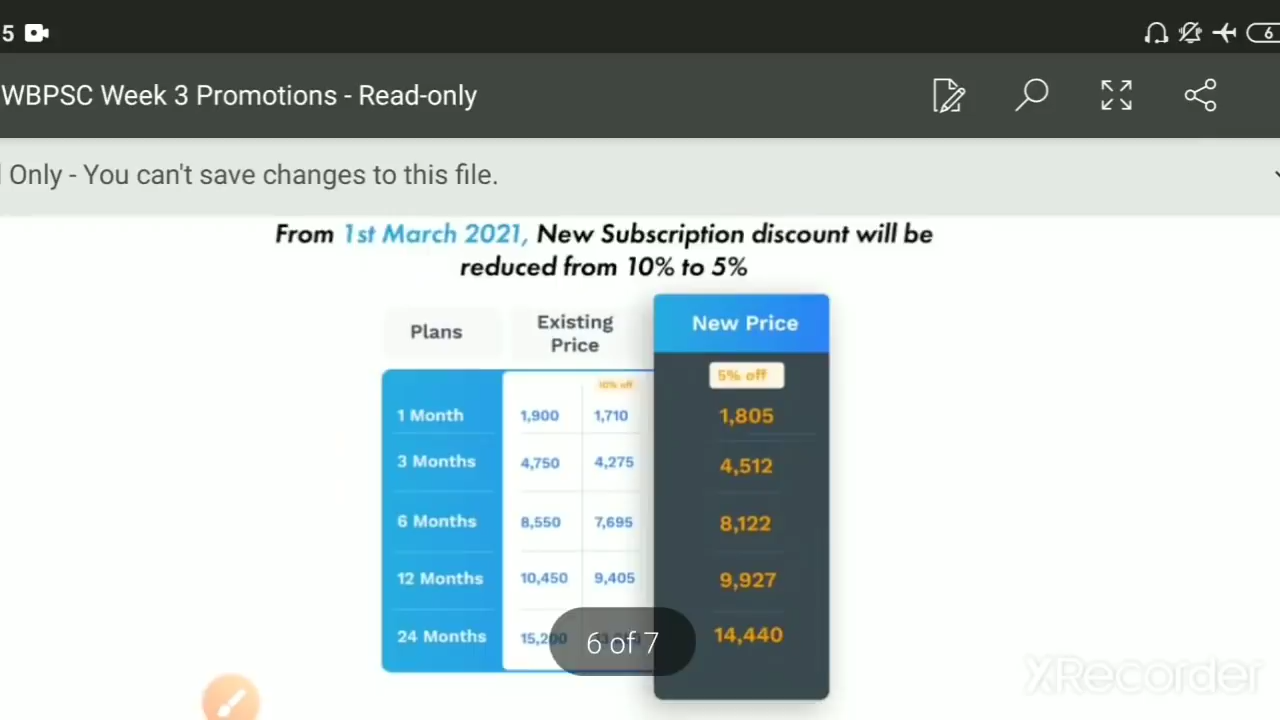 5
6
WBPSC Week 3 Promotions - Read-only
Only - You can't save changes to this file.
From 1st March 2021, New Subscription discount will be
reduced from 10% to 5%
Plans
Existing
Price
New Price
10% off
5% off
1 Month 1,900 1,710 1,805
3 Months 4,750 4,275 4,512
6 Months 8,550 7,695 8,122
12 Months 10,450 9,405 9,927
24 Months 15,200 14,440
6 of 7
XRecorder